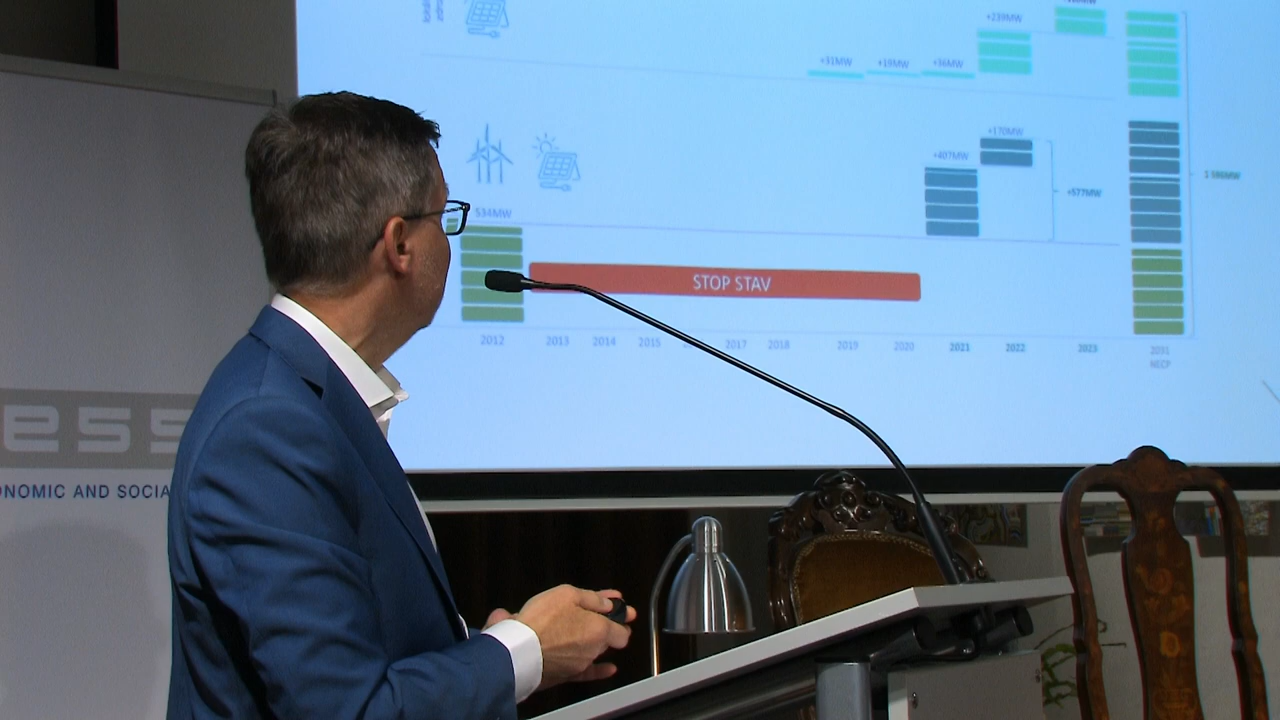 +239MW
+31MW
+19MW
+36MW
+170MW
+407MW
+577MW
534MW
STOP STAV
2012
2013
2014
2015
2017
2018
2019
2020
2021
2022
2023
2031
NECP
ess
ONOMIC AND SOCIA